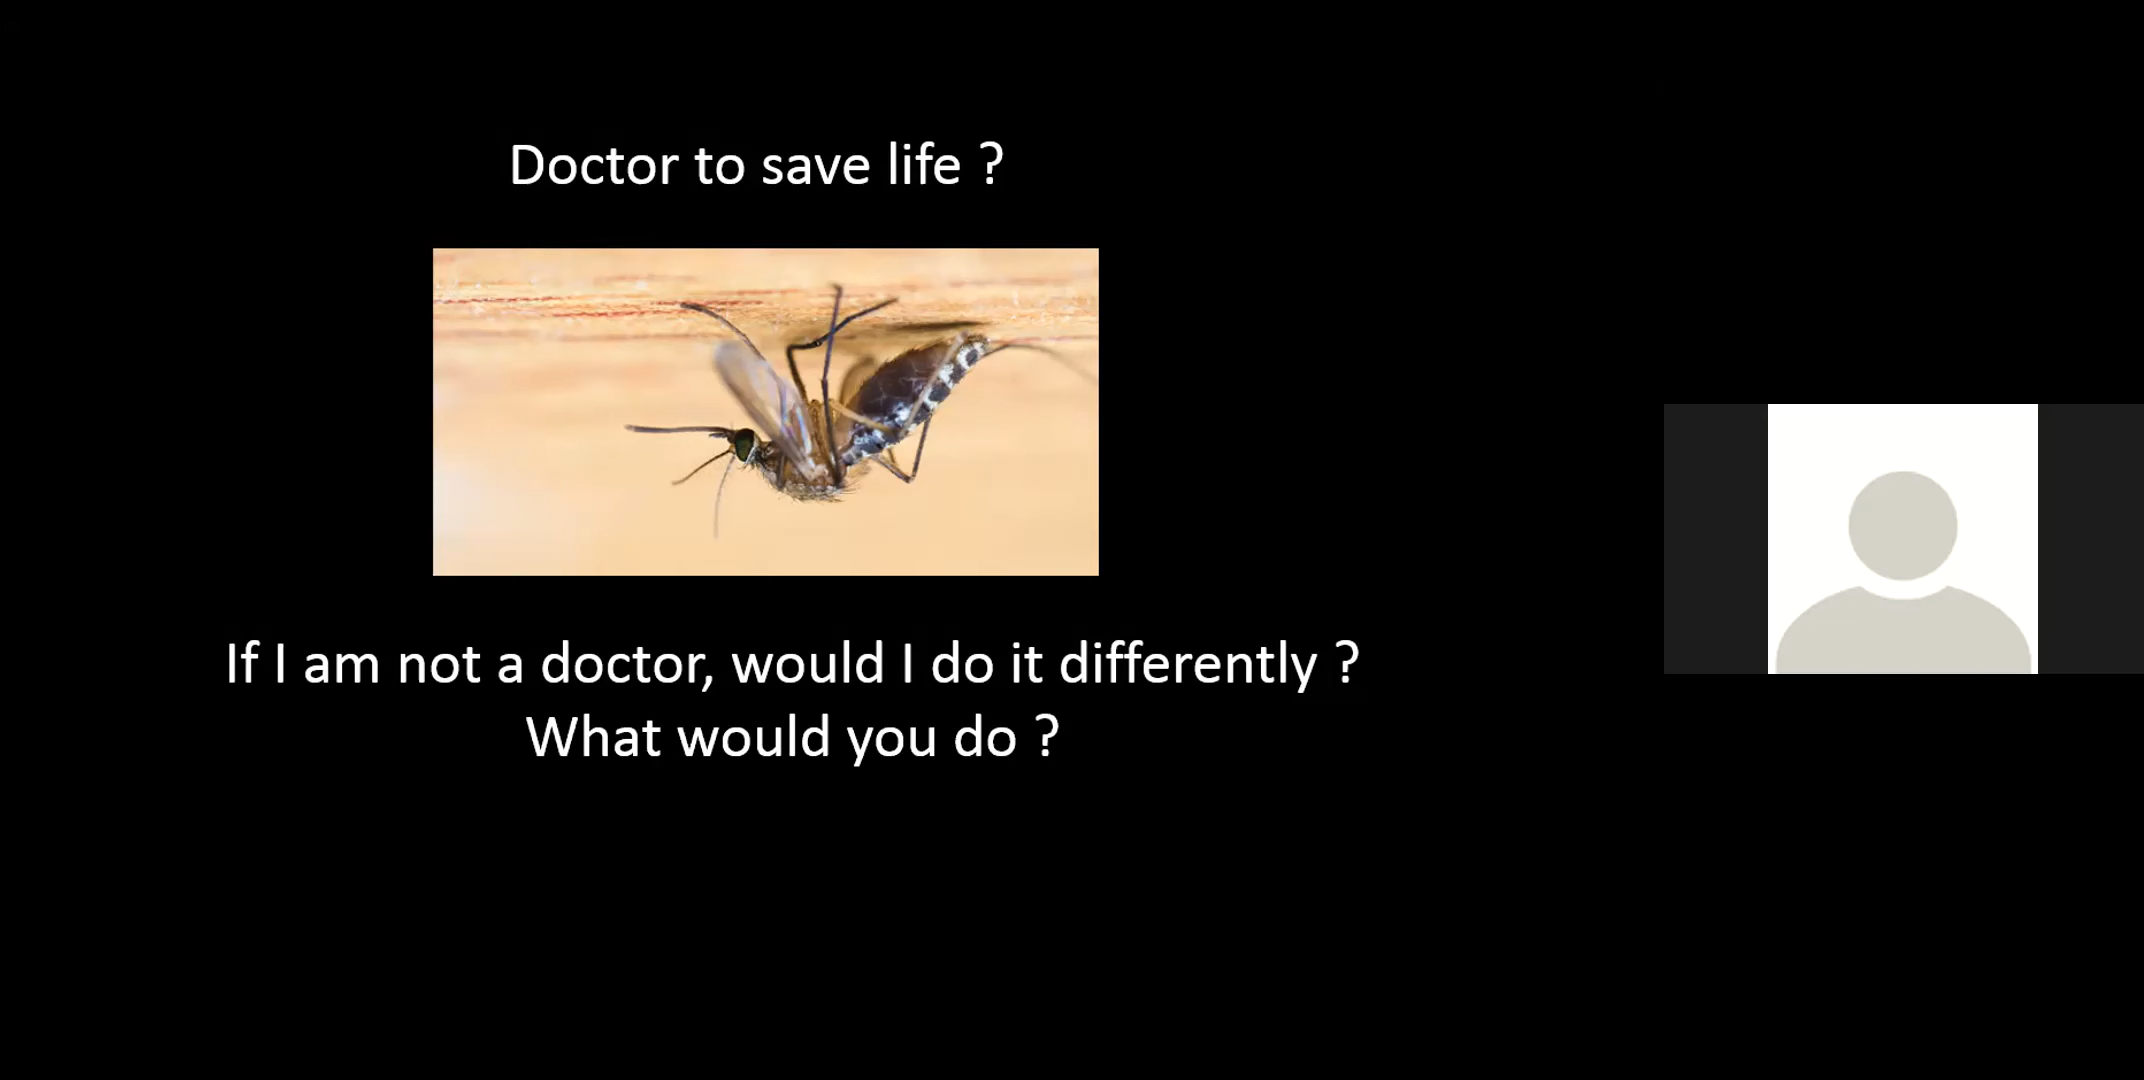 Doctor to save life ?
If I am not a doctor, would I do it differently ?
What would you do ?